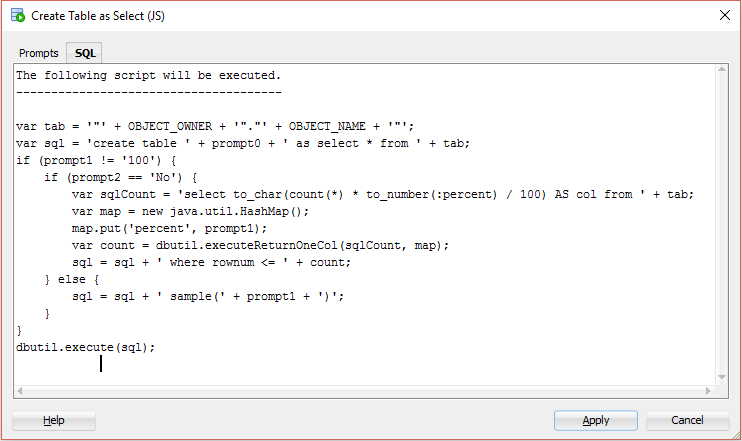 Create Table as Select (JS)
Prompts SQL
The following script will be executed.
--------------------------------------
var tab = '"' + OBJECT_OWNER + '"."' + OBJECT_NAME + '"';
var sql = 'create table ' + prompt0 + ' as select * from ' + tab;
if (prompt1 != '100') {
    if (prompt2 == 'No') {
        var sqlCount = 'select to_char(count(*) * to_number(:percent) / 100) AS col from ' + tab;
        var map = new java.util.HashMap();
        map.put('percent', prompt1);
        var count = dbutil.executeReturnOneCol(sqlCount, map);
        sql = sql + ' where rownum <= ' + count;
    } else {
        sql = sql + ' sample(' + prompt1 + ')';
    }
}
dbutil.execute(sql);
Help Apply Cancel